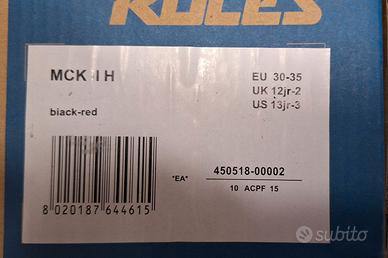 ROLES
MCK I H
EU 30-35
UK 12jr-2
US 13jr-3
biack-red
*EA*
450518-00002
10 ACPF 15
8 020187 644615
subito